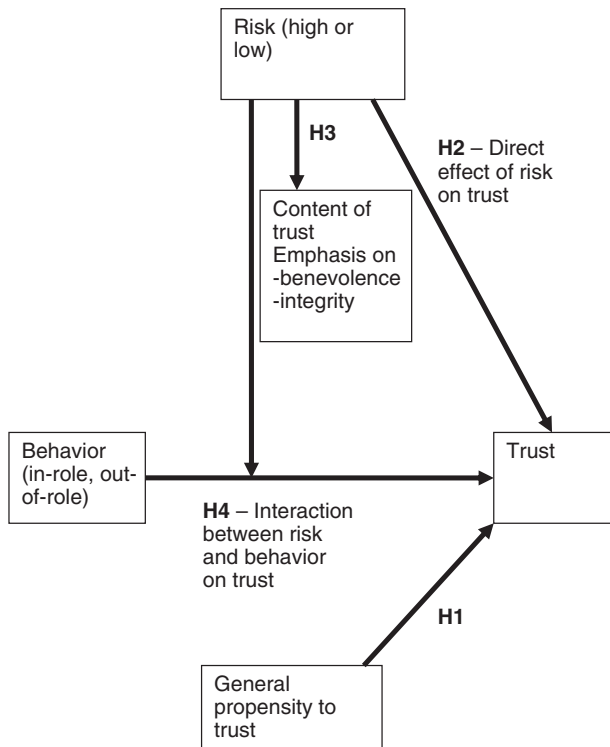 Risk (high or
low)
H3
H2 – Direct
effect of risk
on trust
Content of
trust
Emphasis on
-benevolence
-integrity
Behavior
(in-role, out-
of-role)
Trust
H4 – Interaction
between risk
and behavior
on trust
H1
General
propensity to
trust